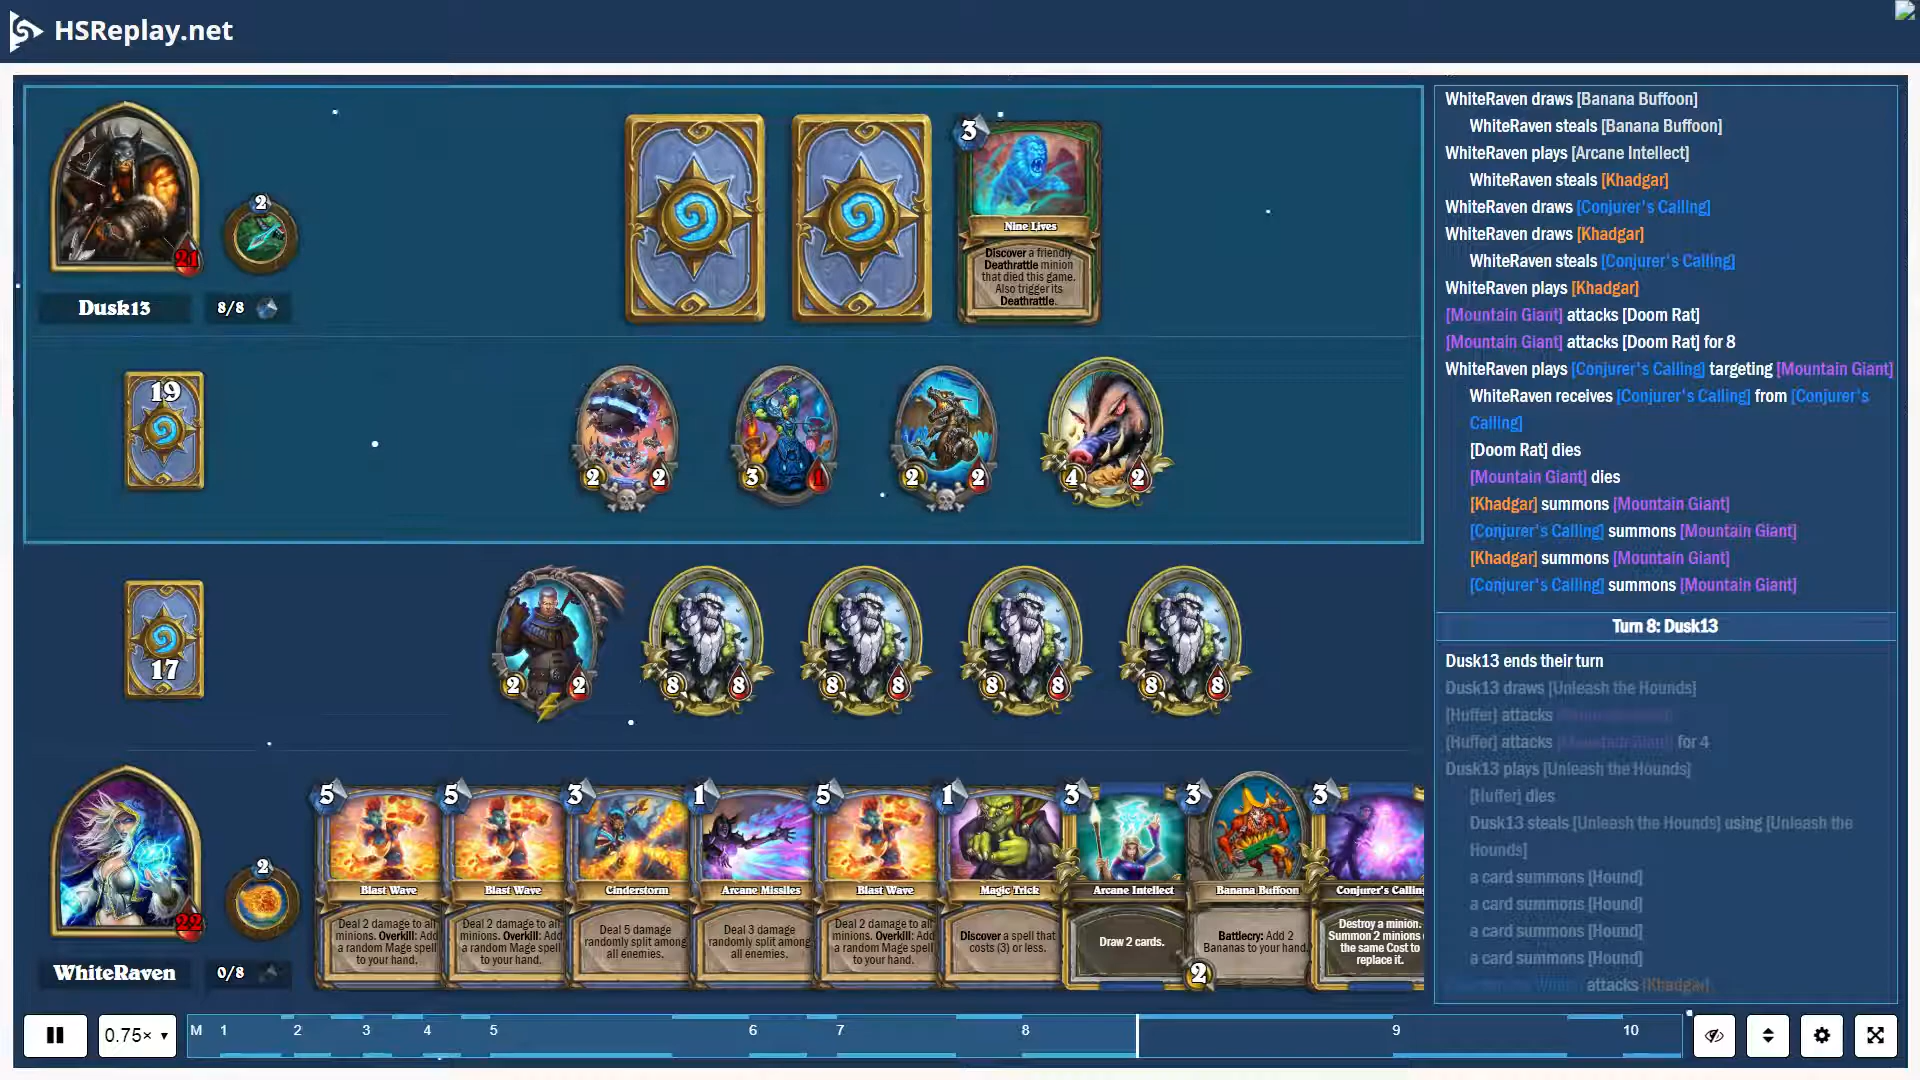 HSReplay.net
2
21
Dusk13
8/8
3
Nine Lives
Discover a friendly
Deathrattle minion
that died this game.
Also trigger its
Deathrattle.
19
2 2
3 1
2 2
4 2
17
2 2
8 8
8 8
8 8
8 8
2
22
WhiteRaven
0/8
5
Blast Wave
Deal 2 damage to all
minions. Overkill: Add
a random Mage spell
to your hand.
5
Blast Wave
Deal 2 damage to all
minions. Overkill: Add
a random Mage spell
to your hand.
3
Cinderstorm
Deal 5 damage
randomly split among
all enemies.
1
Arcane Missiles
Deal 3 damage
randomly split among
all enemies.
5
Blast Wave
Deal 2 damage to all
minions. Overkill: Add
a random Mage spell
to your hand.
1
Magic Trick
Discover a spell that
costs (3) or less.
3
Arcane Intellect
Draw 2 cards.
3
Banana Buffoon
Battlecry: Add 2
Bananas to your hand.
2
3
Conjurer's Calling
Destroy a minion.
Summon 2 minions
the same Cost to
replace it.
WhiteRaven draws [Banana Buffoon]
WhiteRaven steals [Banana Buffoon]
WhiteRaven plays [Arcane Intellect]
WhiteRaven steals [Khadgar]
WhiteRaven draws [Conjurer's Calling]
WhiteRaven draws [Khadgar]
WhiteRaven steals [Conjurer's Calling]
WhiteRaven plays [Khadgar]
[Mountain Giant] attacks [Doom Rat]
[Mountain Giant] attacks [Doom Rat] for 8
WhiteRaven plays [Conjurer's Calling] targeting [Mountain Giant]
WhiteRaven receives [Conjurer's Calling] from [Conjurer's
Calling]
[Doom Rat] dies
[Mountain Giant] dies
[Khadgar] summons [Mountain Giant]
[Conjurer's Calling] summons [Mountain Giant]
[Khadgar] summons [Mountain Giant]
[Conjurer's Calling] summons [Mountain Giant]
Turn 8: Dusk13
Dusk13 ends their turn
Dusk13 draws [Unleash the Hounds]
[Huffer] attacks
[Huffer] attacks [Mountain Giant] for 4
Dusk13 plays [Unleash the Hounds]
[Huffer] dies
Dusk13 steals [Unleash the Hounds] using [Unleash the
Hounds]
a card summons [Hound]
a card summons [Hound]
a card summons [Hound]
a card summons [Hound]
attacks [Khadgar]
0.75×
M 1 2 3 4 5 6 7 8 9 10